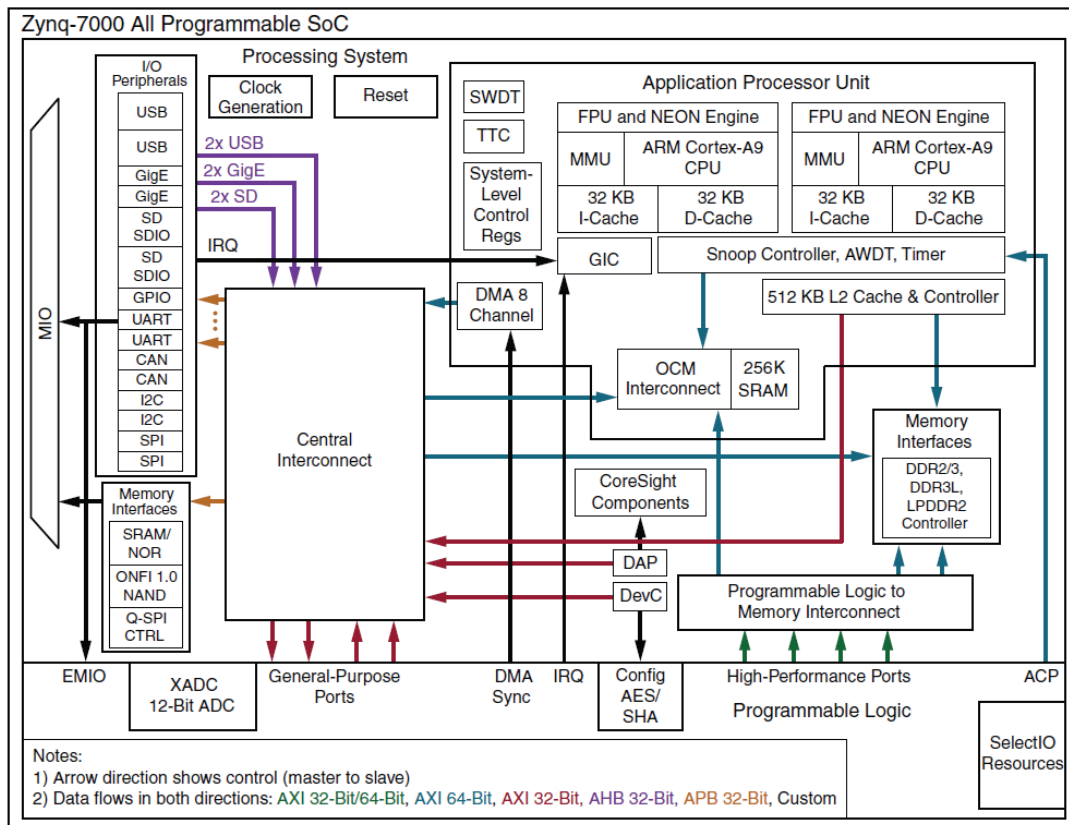 Zynq-7000 All Programmable SoC
I/O
Peripherals
USB
USB
GigE
GigE
SD
SDIO
SD
SDIO
GPIO
UART
UART
CAN
CAN
I2C
I2C
SPI
SPI
MIO
Memory
Interfaces
SRAM/
NOR
ONFI 1.0
NAND
Q-SPI
CTRL
Processing System
Clock
Generation
Reset
2x USB
2x GigE
2x SD
IRQ
Central
Interconnect
Application Processor Unit
SWDT
TTC
System-
Level
Control
Regs
FPU and NEON Engine
MMU
ARM Cortex-A9
CPU
32 KB
I-Cache
32 KB
D-Cache
FPU and NEON Engine
MMU
ARM Cortex-A9
CPU
32 KB
I-Cache
32 KB
D-Cache
GIC
Snoop Controller, AWDT, Timer
DMA 8
Channel
512 KB L2 Cache & Controller
OCM
Interconnect
256K
SRAM
Memory
Interfaces
DDR2/3,
DDR3L,
LPDDR2
Controller
CoreSight
Components
DAP
DevC
Programmable Logic to
Memory Interconnect
EMIO
XADC
12-Bit ADC
General-Purpose
Ports
DMA
Sync
IRQ
Config
AES/
SHA
High-Performance Ports
ACP
Programmable Logic
SelectIO
Resources
Notes:
1) Arrow direction shows control (master to slave)
2) Data flows in both directions: AXI 32-Bit/64-Bit, AXI 64-Bit, AXI 32-Bit, AHB 32-Bit, APB 32-Bit, Custom